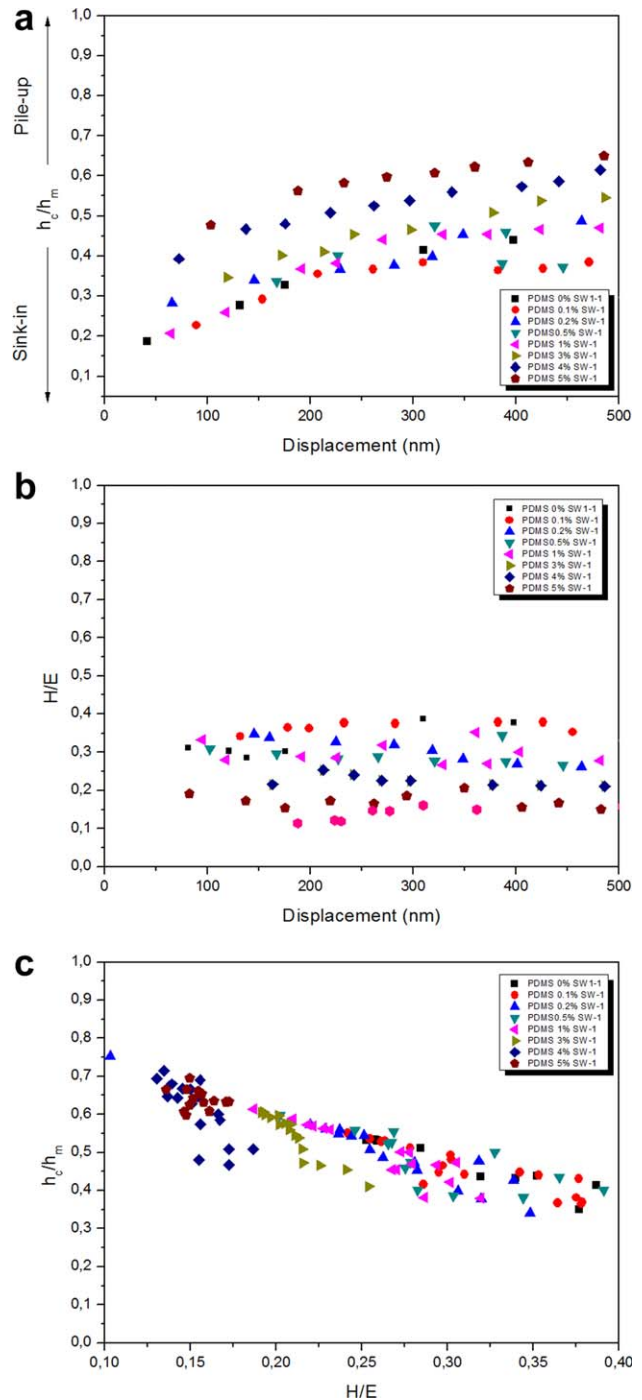 a
Pile-up
h_c/h_m
Sink-in
1,0
0,9
0,8
0,7
0,6
0,5
0,4
0,3
0,2
0,1
0
100
200
300
400
500
Displacement (nm)
PDMS 0% SW1-1
PDMS 0.1% SW-1
PDMS 0.2% SW-1
PDMS0.5% SW-1
PDMS 1% SW-1
PDMS 3% SW-1
PDMS 4% SW-1
PDMS 5% SW-1
b
H/E
1,0
0,9
0,8
0,7
0,6
0,5
0,4
0,3
0,2
0,1
0,0
0
100
200
300
400
500
Displacement (nm)
PDMS 0% SW1-1
PDMS 0.1% SW-1
PDMS 0.2% SW-1
PDMS0.5% SW-1
PDMS 1% SW-1
PDMS 3% SW-1
PDMS 4% SW-1
PDMS 5% SW-1
c
h_c/h_m
1,0
0,9
0,8
0,7
0,6
0,5
0,4
0,3
0,2
0,1
0,0
0,10
0,15
0,20
0,25
0,30
0,35
0,40
H/E
PDMS 0% SW1-1
PDMS 0.1% SW-1
PDMS 0.2% SW-1
PDMS0.5% SW-1
PDMS 1% SW-1
PDMS 3% SW-1
PDMS 4% SW-1
PDMS 5% SW-1